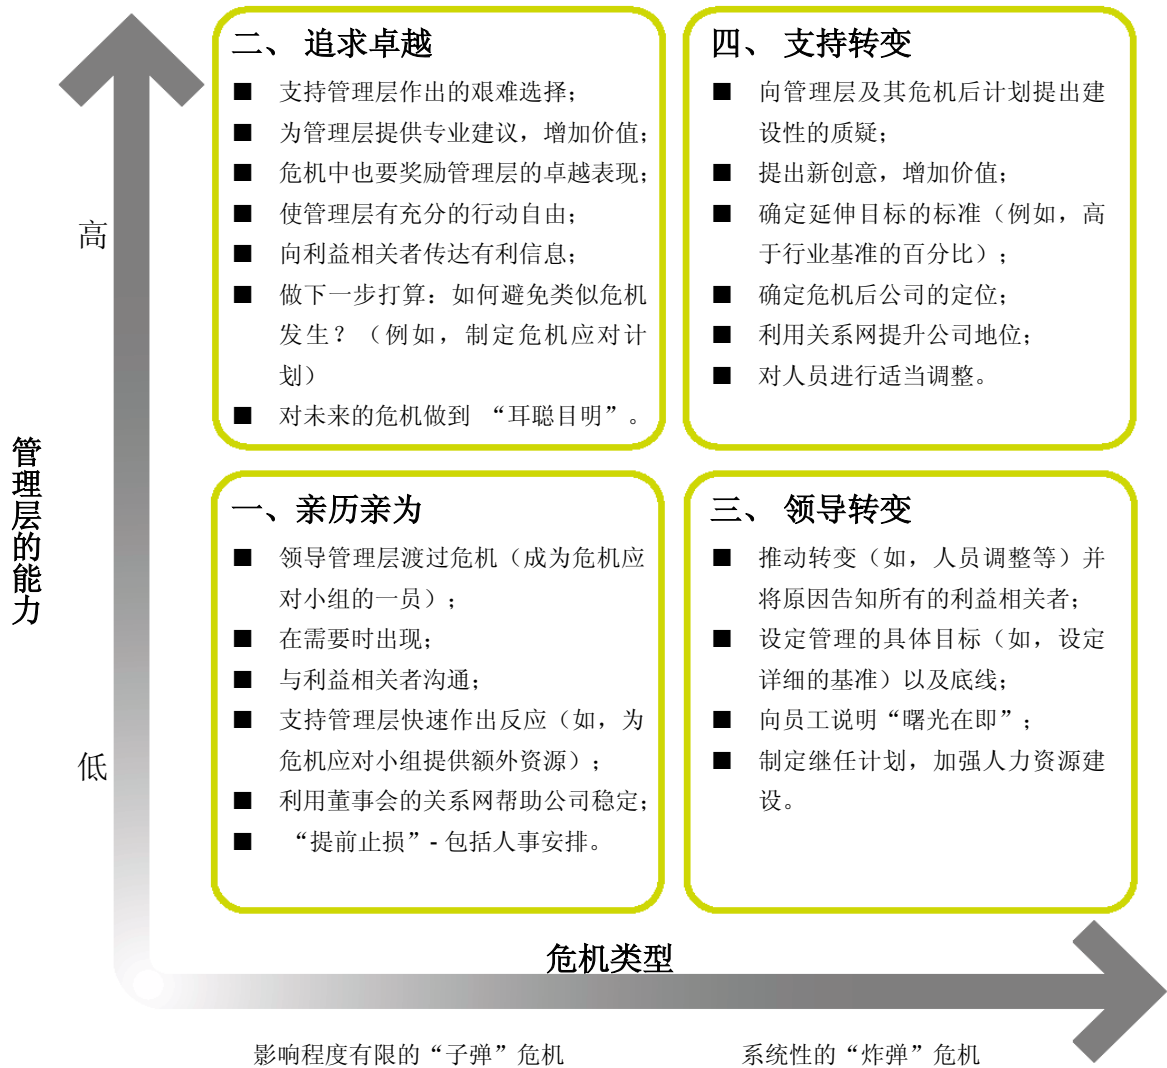 二、 追求卓越
■ 支持管理层作出的艰难选择；
■ 为管理层提供专业建议，增加价值；
■ 危机中也要奖励管理层的卓越表现；
■ 使管理层有充分的行动自由；
■ 向利益相关者传达有利信息；
■ 做下一步打算：如何避免类似危机
发生？（例如，制定危机应对计
划）
■ 对未来的危机做到 “耳聪目明”。
四、 支持转变
■ 向管理层及其危机后计划提出建
设性的质疑；
■ 提出新创意，增加价值；
■ 确定延伸目标的标准（例如，高
于行业基准的百分比）；
■ 确定危机后公司的定位；
■ 利用关系网提升公司地位；
■ 对人员进行适当调整。
高
管理层的能力
低
一、亲历亲为
■ 领导管理层渡过危机（成为危机应
对小组的一员）；
■ 在需要时出现；
■ 与利益相关者沟通；
■ 支持管理层快速作出反应（如，为
危机应对小组提供额外资源）；
■ 利用董事会的关系网帮助公司稳定；
■ “提前止损”- 包括人事安排。
三、 领导转变
■ 推动转变（如，人员调整等）并
将原因告知所有的利益相关者；
■ 设定管理的具体目标（如，设定
详细的基准）以及底线；
■ 向员工说明“曙光在即”；
■ 制定继任计划，加强人力资源建
设。
危机类型
影响程度有限的“子弹”危机
系统性的“炸弹”危机